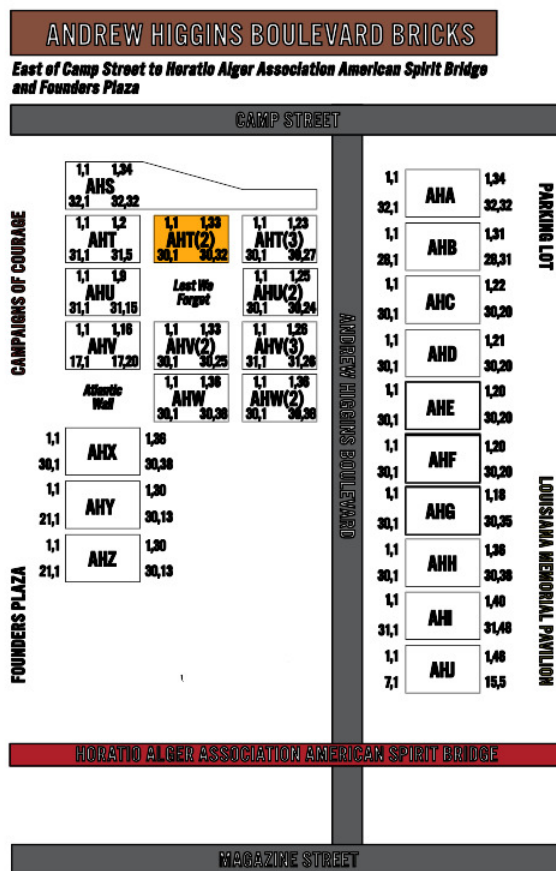 ANDREW HIGGINS BOULEVARD BRICKS
East of Camp Street to Horatio Alger Association American Spirit Bridge
and Founders Plaza
CAMP STREET
1,1 1,34
AHS
32,1 32,32
1,1 1,2
AHT
31,1 31,5
1,1 1,33
AHT(2)
30,1 30,32
1,1 1,23
AHT(3)
30,1 30,27
1,1 1,9
AHU
31,1 31,15
Lest We
Forget
1,1 1,25
AHU(2)
30,1 30,24
1,1 1,16
AHV
17,1 17,20
1,1 1,33
AHV(2)
30,1 30,25
1,1 1,26
AHV(3)
31,1 31,26
Atlantic
Wall
1,1 1,36
AHW
30,1 30,36
1,1 1,36
AHW(2)
30,1 30,36
1,1 1,36
AHX
30,1 30,38
1,1 1,30
AHY
21,1 30,13
1,1 1,30
AHZ
21,1 30,13
CAMPAIGNS OF COURAGE
FOUNDERS PLAZA
ANDREW HIGGINS BOULEVARD
1,1 1,34
AHA
32,1 32,32
1,1 1,31
AHB
28,1 28,31
1,1 1,22
AHC
30,1 30,20
1,1 1,21
AHD
30,1 30,20
1,1 1,20
AHE
30,1 30,20
1,1 1,20
AHF
30,1 30,20
1,1 1,18
AHG
30,1 30,35
1,1 1,36
AHH
30,1 30,36
1,1 1,40
AHI
31,1 31,48
1,1 1,48
AHJ
7,1 15,5
PARKING LOT
LOUISIANA MEMORIAL PAVILION
HORATIO ALGER ASSOCIATION AMERICAN SPIRIT BRIDGE
MAGAZINE STREET